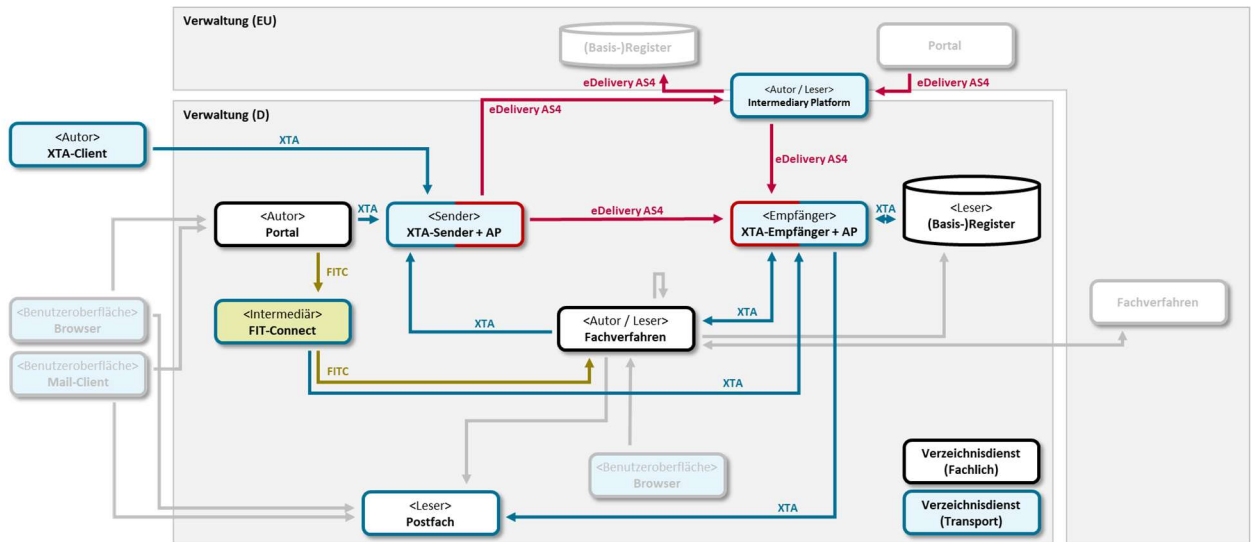 Verwaltung (EU)
(Basis-)Register
Portal
eDelivery AS4
eDelivery AS4
<Autor / Leser>
Intermediary Platform
Verwaltung (D)
eDelivery AS4
<Autor>
XTA-Client
XTA
eDelivery AS4
<Autor>
Portal
XTA
<Sender>
XTA-Sender + AP
eDelivery AS4
<Empfänger>
XTA-Empfänger + AP
XTA
<Leser>
(Basis-)Register
FITC
<Benutzeroberfläche>
Browser
<Intermediär>
FIT-Connect
XTA
<Autor / Leser>
Fachverfahren
XTA
Fachverfahren
<Benutzeroberfläche>
Mail-Client
FITC
XTA
<Benutzeroberfläche>
Browser
Verzeichnisdienst
(Fachlich)
<Leser>
Postfach
XTA
Verzeichnisdienst
(Transport)